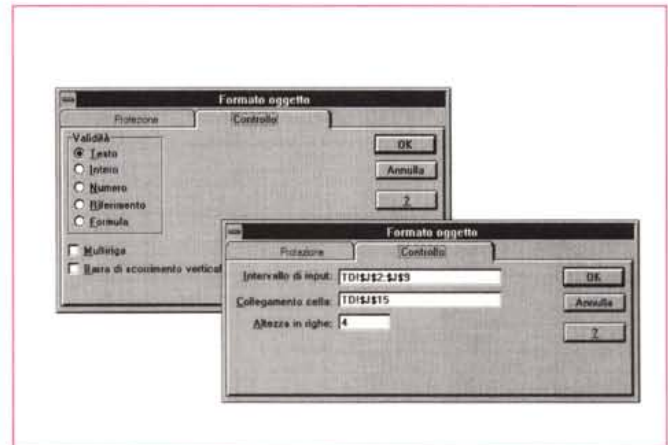 Formato oggetto
Protezione Controllo
Validità
Testo
Intero
Numero
Riferimento
Formula
Multiriga
Barra di scorrimento vertical
OK
Annulla
?
Formato oggetto
Protezione Controllo
Intervallo di input: TDI!$J$2:$J$9
Collegamento cella: TDI!$J$15
Altezza in righe: 4
OK
Annulla
?